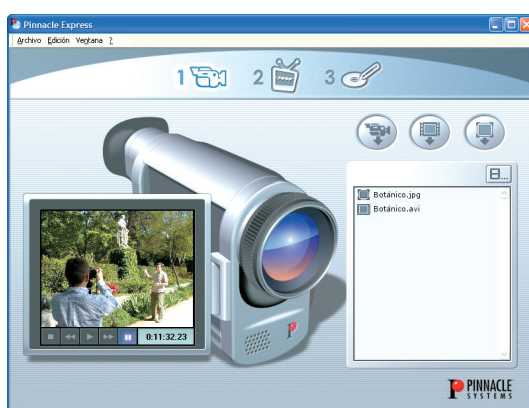 Pinnacle Express
Archivo Edición Ventana ?
1 2 3
Botánico.jpg
Botánico.avi
0:11:32.23
PINNACLE
SYSTEMS